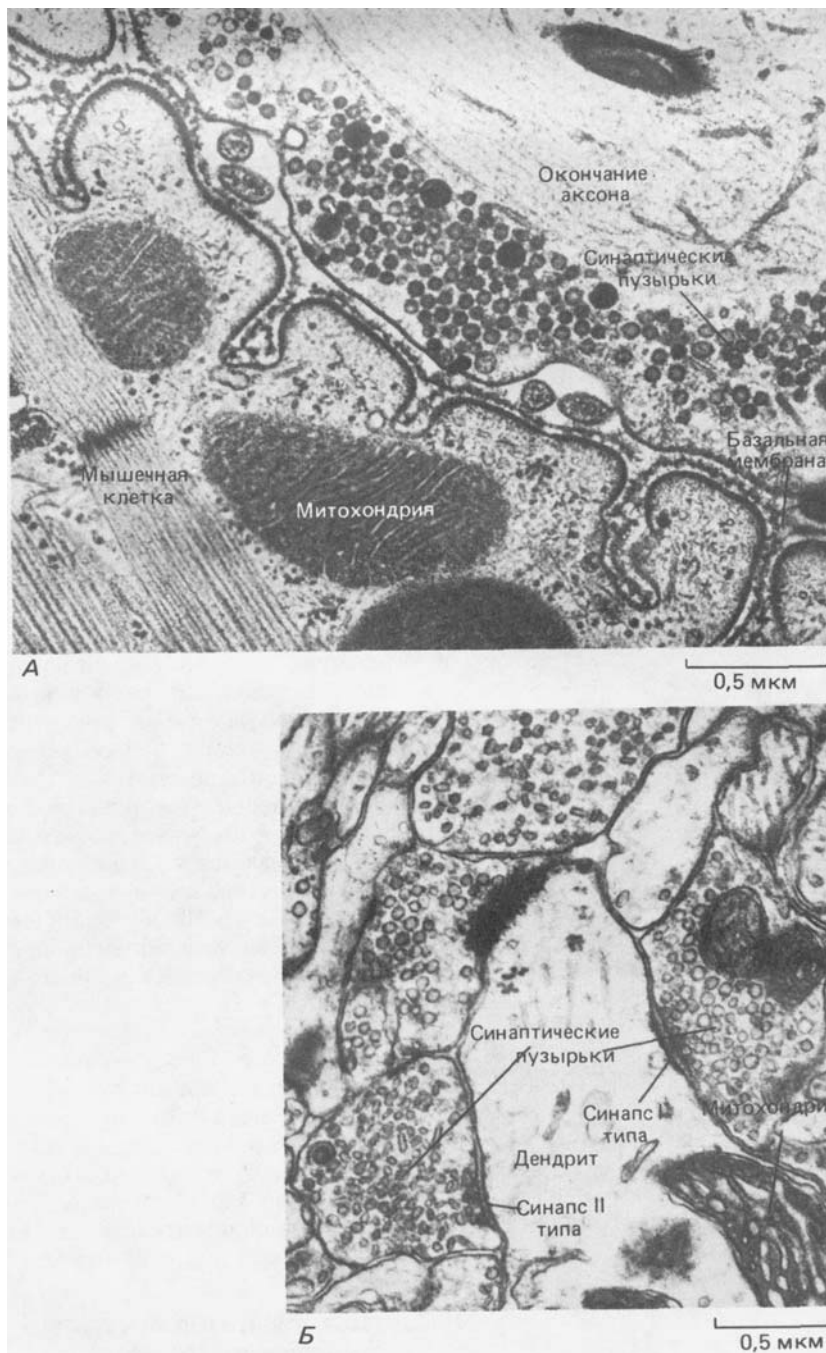 Окончание
аксона
Синаптические
пузырьки
Базальная
мембрана
Мышечная
клетка
Митохондрия
А
0,5 мкм
Синаптические
пузырьки
Синапс I
типа
Митохондри
Дендрит
Синапс II
типа
Б
0,5 мкм